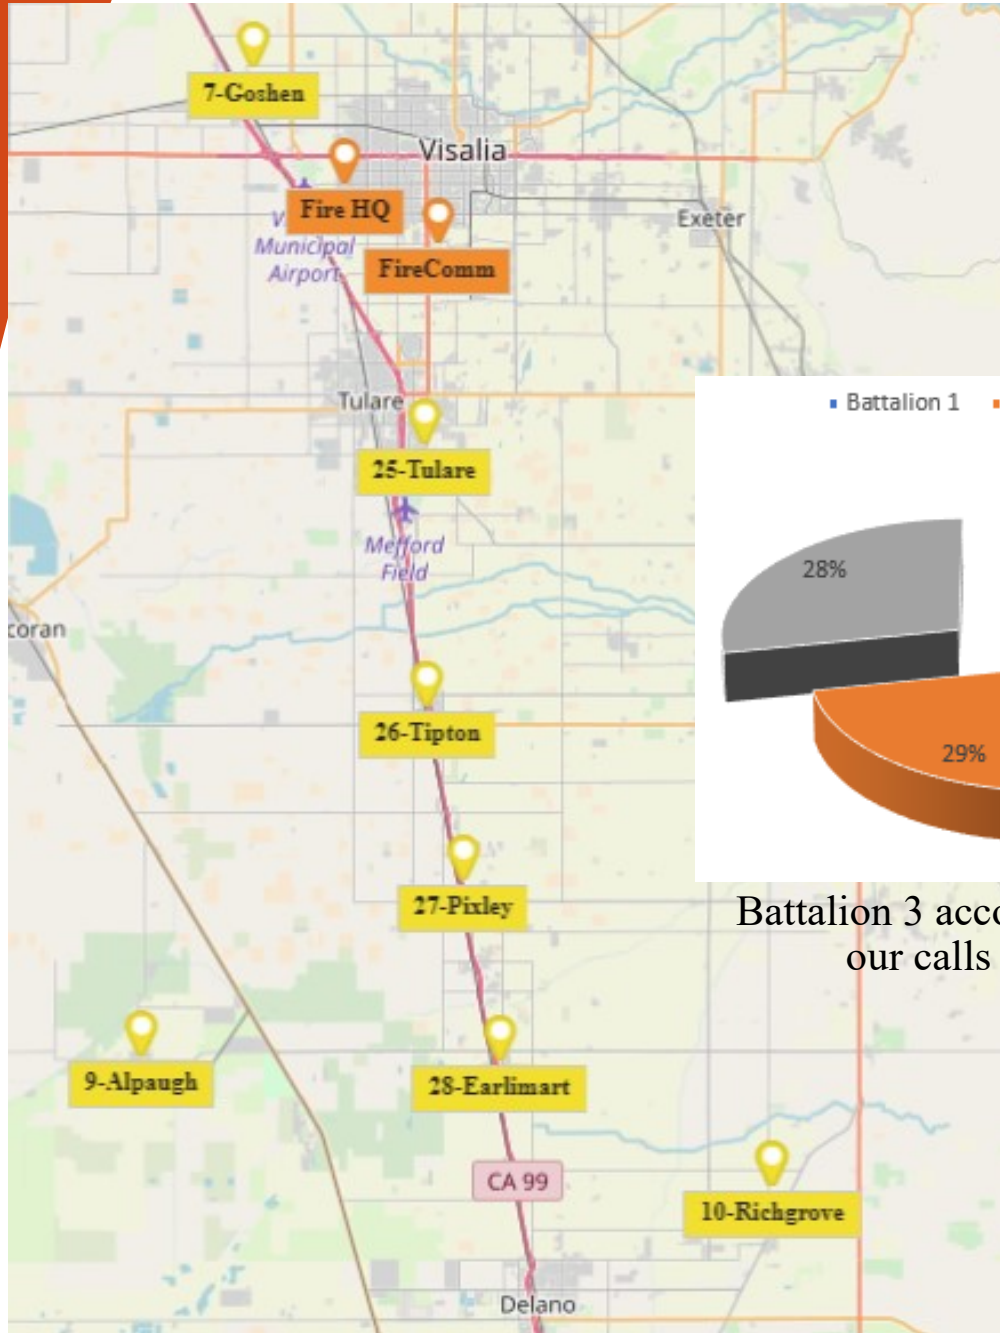 7-Goshen
Visalia
Fire HQ
Exeter
V
Municipal
Airport
FireComm
Tulare
Battalion 1
25-Tulare
Mefford
Field
28%
coran
26-Tipton
29%
27-Pixley
Battalion 3 acco
our calls
9-Alpaugh
28-Earlimart
CA 99
10-Richgrove
Delano